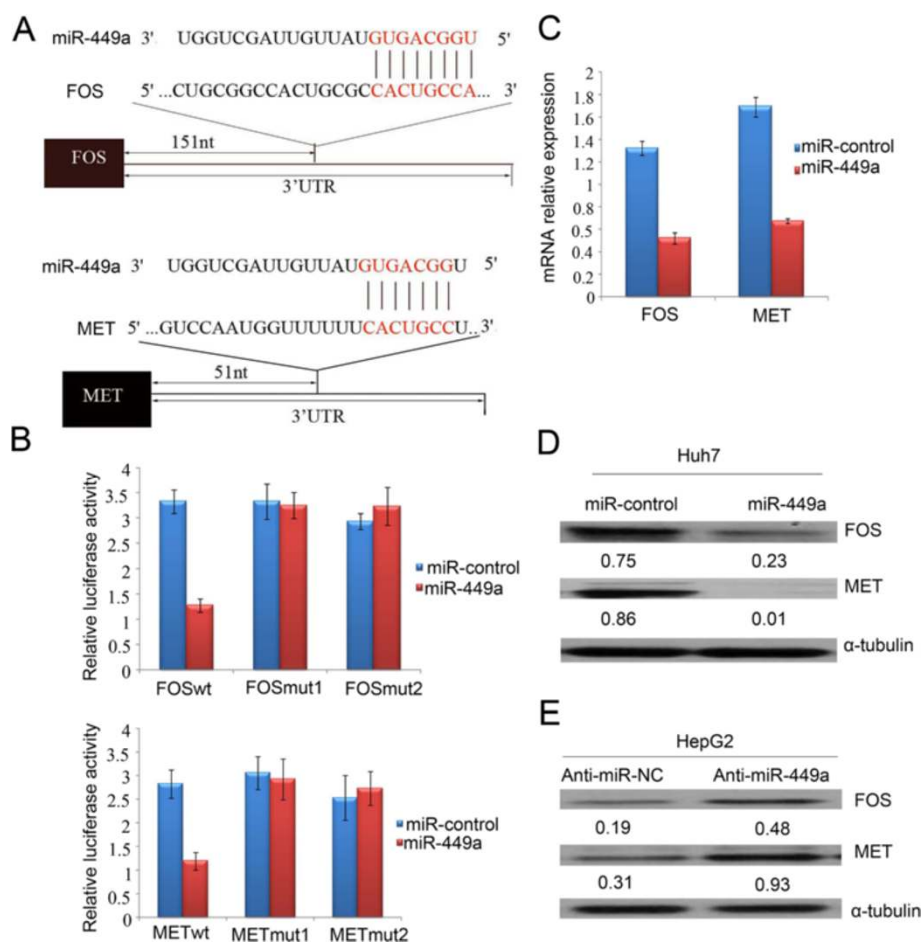 A
miR-449a 3' UGGUCGAUUGUUAUGUGACGGU 5'
FOS 5' ...CUGCGGCCACUGCGCCACUGCCA... 3'
151nt
FOS
3'UTR
miR-449a 3' UGGUCGAUUGUUAUGUGACGGU 5'
MET 5' ...GUCCAAUGGUUUUUUCACUGCCU.. 3'
51nt
MET
3'UTR
B
Relative luciferase activity
4
3.5
3
2.5
2
1.5
1
0.5
0
FOSwt FOSmut1 FOSmut2
miR-control
miR-449a
Relative luciferase activity
4
3.5
3
2.5
2
1.5
1
0.5
0
METwt METmut1 METmut2
miR-control
miR-449a
C
mRNA relative expression
2
1.8
1.6
1.4
1.2
1
0.8
0.5
0.4
0.2
0
FOS MET
miR-control
miR-449a
D
Huh7
miR-control miR-449a
FOS
0.75 0.23
MET
0.86 0.01
α-tubulin
E
HepG2
Anti-miR-NC Anti-miR-449a
FOS
0.19 0.48
MET
0.31 0.93
α-tubulin